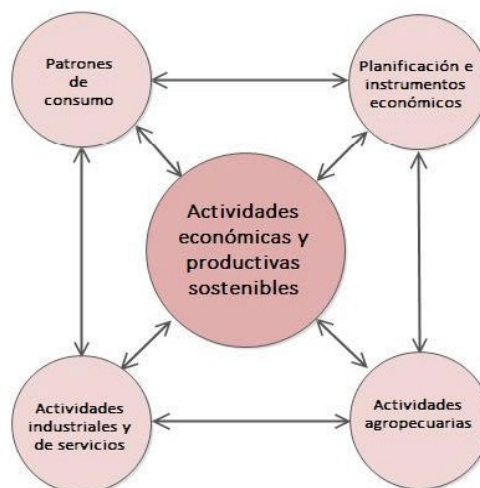 Patrones
de
consumo
Planificación e
instrumentos
económicos
Actividades
económicas y
productivas
sostenibles
Actividades
industriales y
de servicios
Actividades
agropecuarias